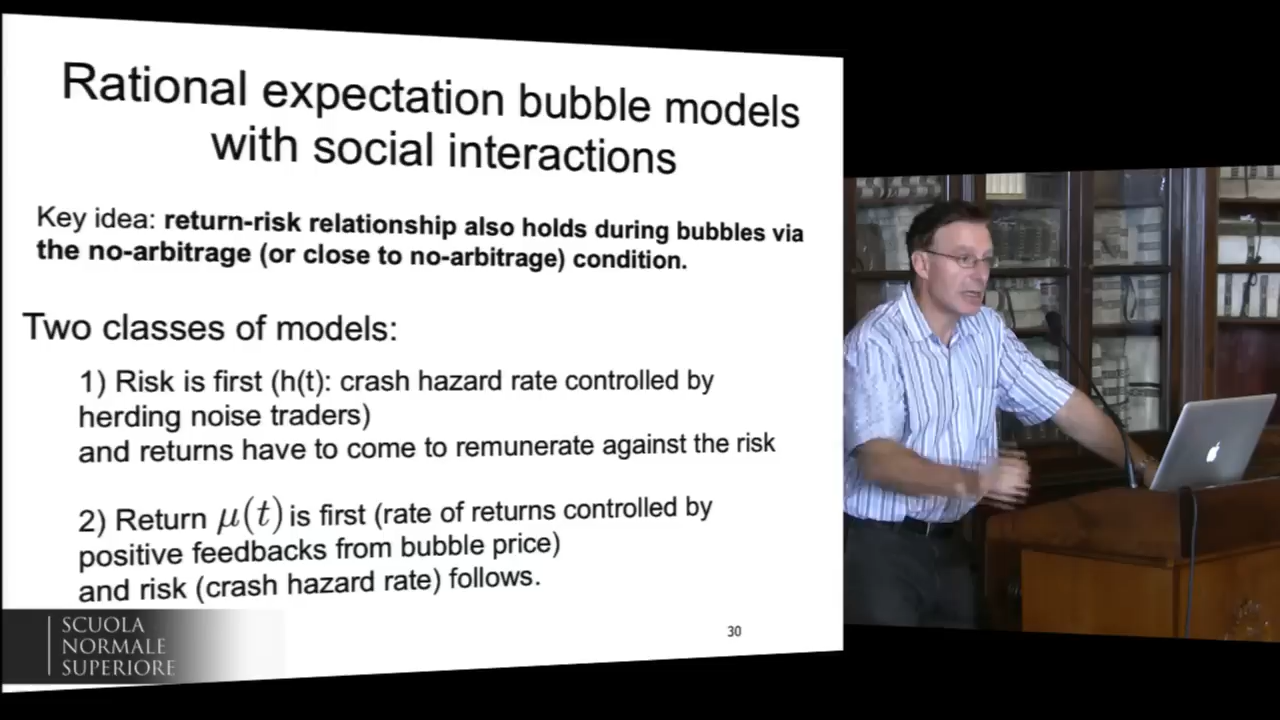 Rational expectation bubble models
with social interactions
Key idea: return-risk relationship also holds during bubbles via
the no-arbitrage (or close to no-arbitrage) condition.
Two classes of models:
1) Risk is first (h(t): crash hazard rate controlled by
herding noise traders)
and returns have to come to remunerate against the risk
2) Return μ(t) is first (rate of returns controlled by
positive feedbacks from bubble price)
and risk (crash hazard rate) follows.
30
SCUOLA
NORMALE
SUPERIORE